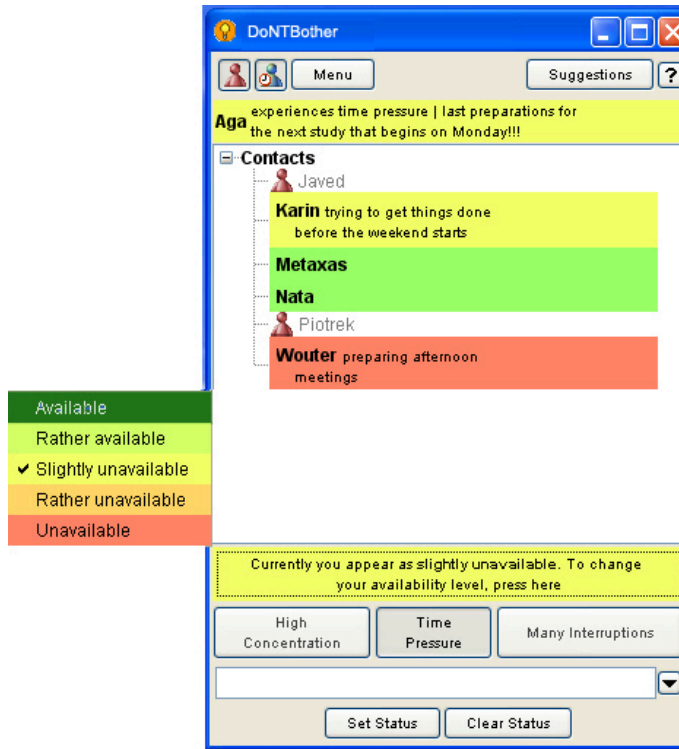 DoNTBother
Menu
Suggestions
?
Aga experiences time pressure | last preparations for
the next study that begins on Monday!!!
Contacts
Javed
Karin trying to get things done
before the weekend starts
Metaxas
Nata
Piotrek
Wouter preparing afternoon
meetings
Available
Rather available
Slightly unavailable
Rather unavailable
Unavailable
Currently you appear as slightly unavailable. To change
your availability level, press here
High
Concentration
Time
Pressure
Many Interruptions
Set Status
Clear Status